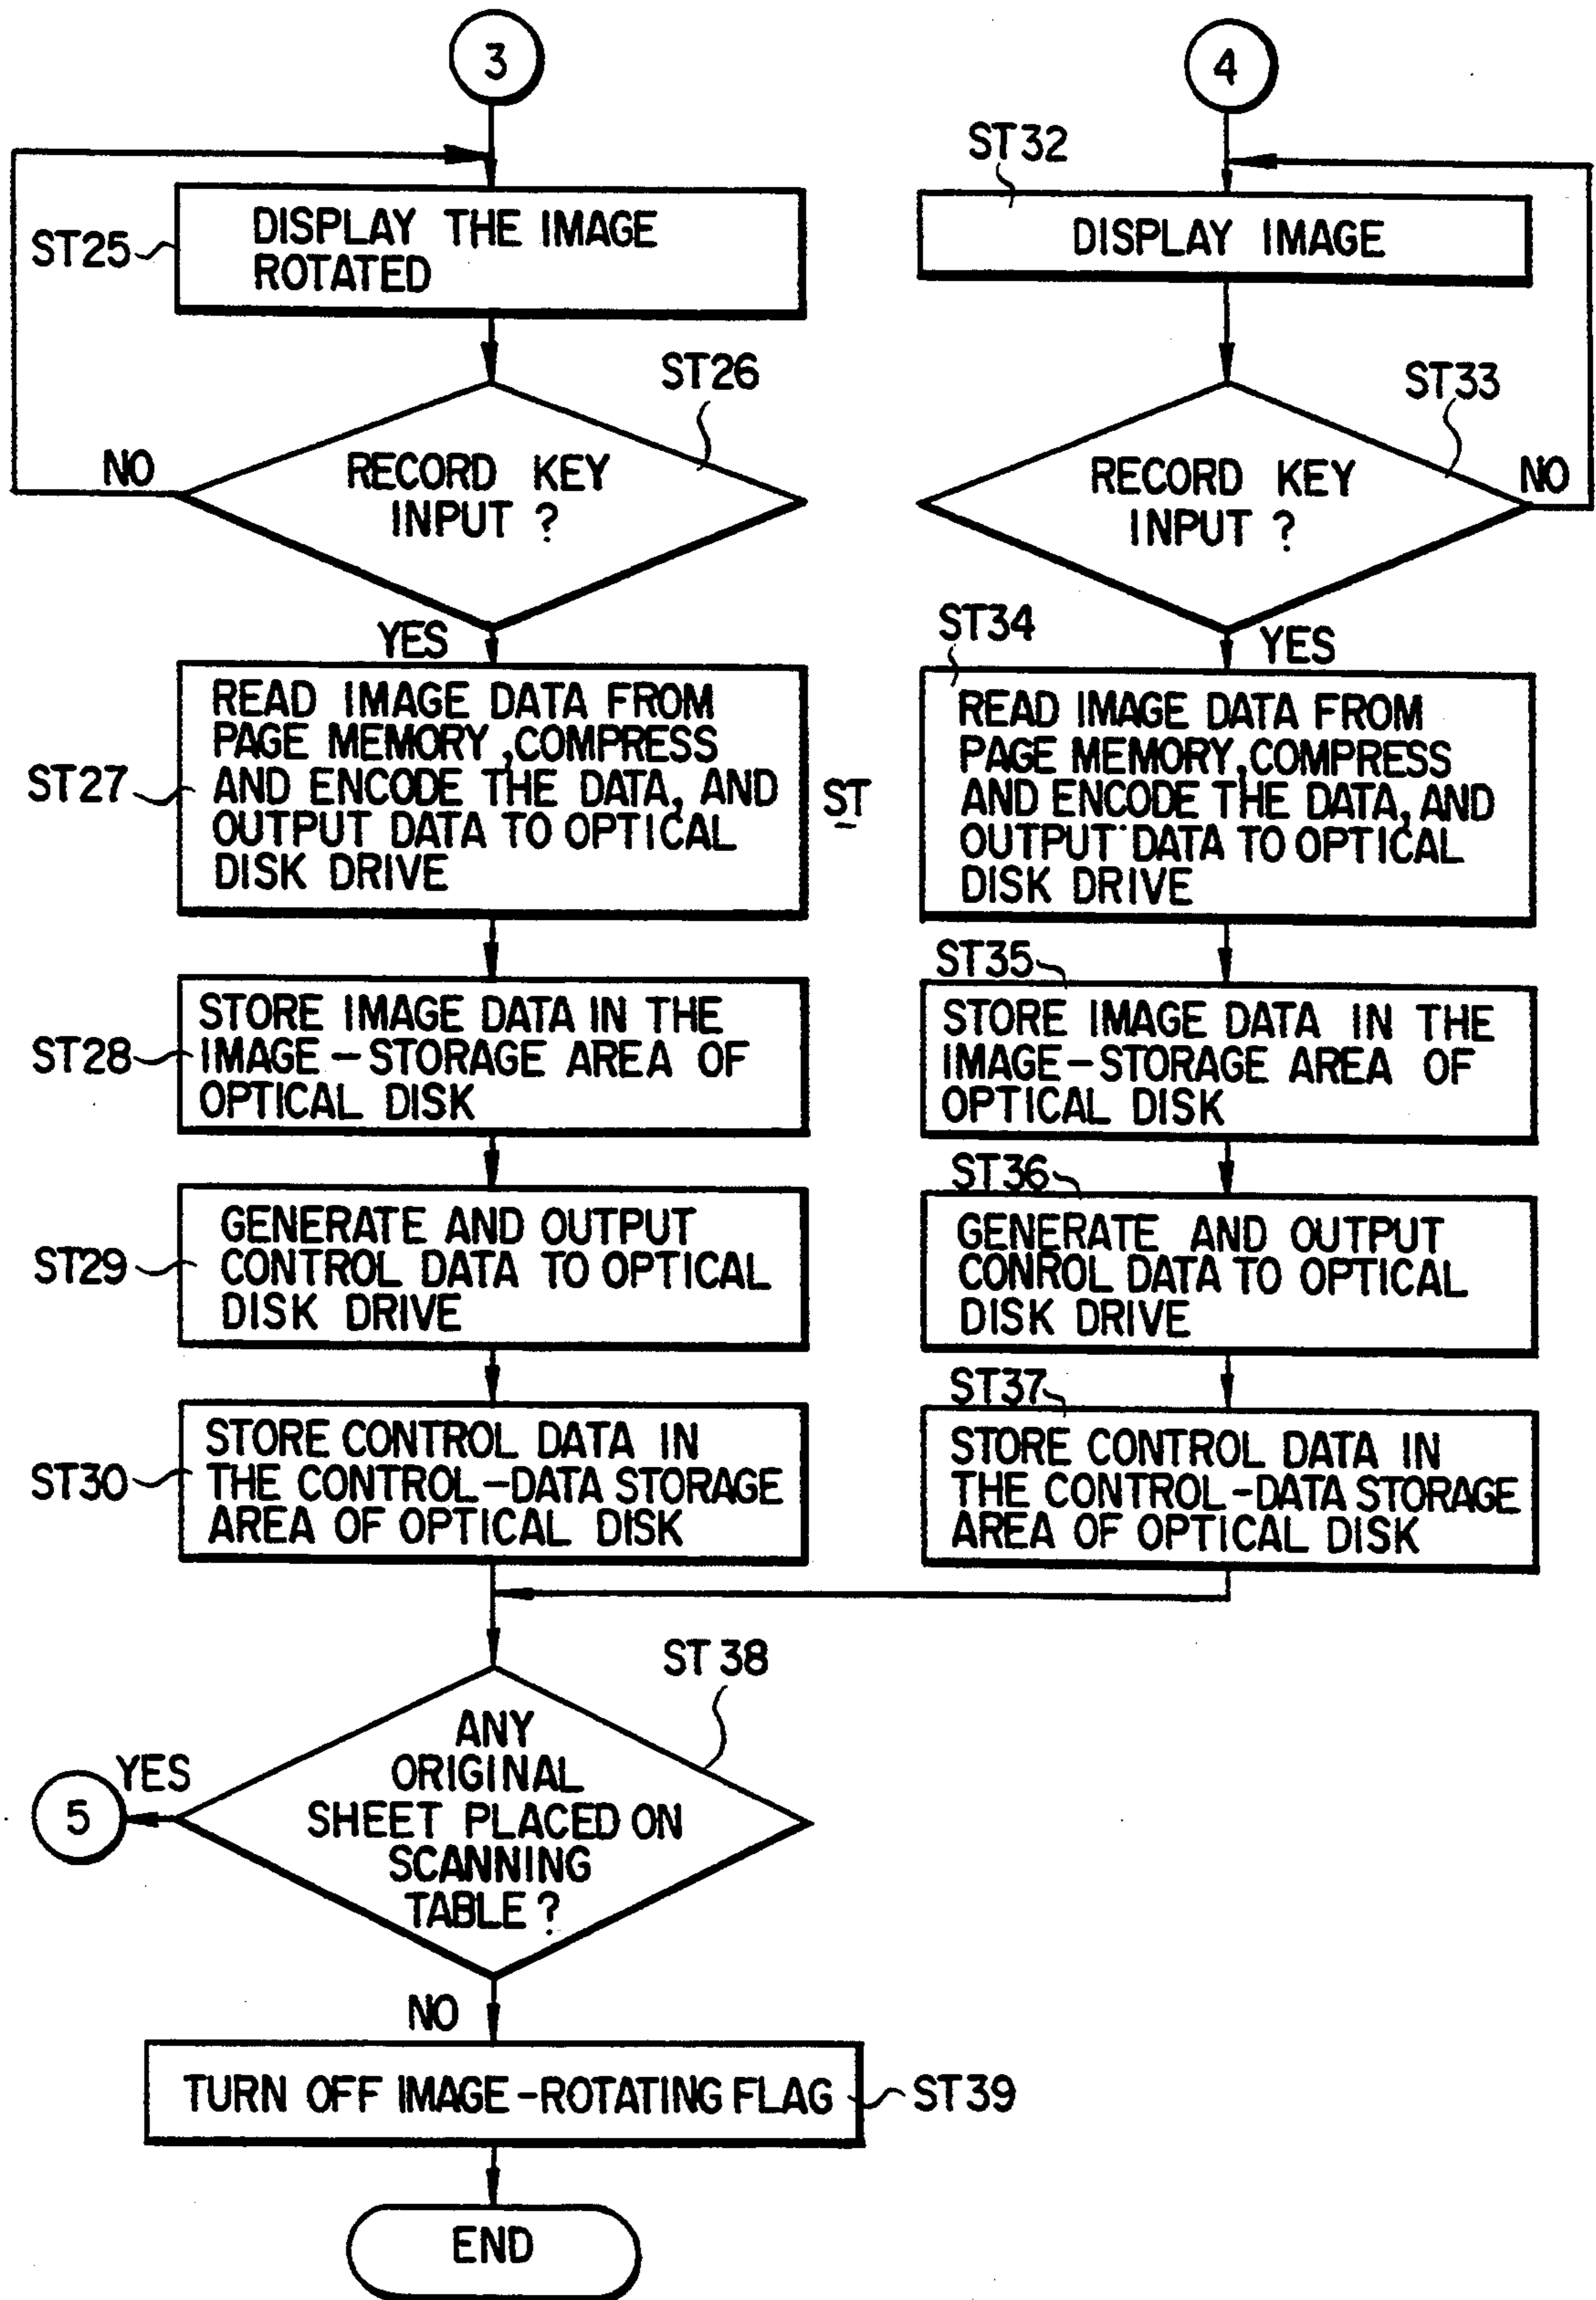 3
ST25
DISPLAY THE IMAGE
ROTATED
ST26
RECORD KEY
INPUT ?
NO
YES
ST27
READ IMAGE DATA FROM
PAGE MEMORY, COMPRESS
AND ENCODE THE DATA, AND
OUTPUT DATA TO OPTICAL
DISK DRIVE
ST
ST28
STORE IMAGE DATA IN THE
IMAGE-STORAGE AREA OF
OPTICAL DISK
ST29
GENERATE AND OUTPUT
CONTROL DATA TO OPTICAL
DISK DRIVE
ST30
STORE CONTROL DATA IN
THE CONTROL-DATA STORAGE
AREA OF OPTICAL DISK
4
ST32
DISPLAY IMAGE
ST33
RECORD KEY
INPUT ?
NO
YES
ST34
READ IMAGE DATA FROM
PAGE MEMORY, COMPRESS
AND ENCODE THE DATA, AND
OUTPUT DATA TO OPTICAL
DISK DRIVE
ST35
STORE IMAGE DATA IN THE
IMAGE-STORAGE AREA OF
OPTICAL DISK
ST36
GENERATE AND OUTPUT
CONROL DATA TO OPTICAL
DISK DRIVE
ST37
STORE CONTROL DATA IN
THE CONTROL-DATA STORAGE
AREA OF OPTICAL DISK
ST38
ANY
ORIGINAL
SHEET PLACED ON
SCANNING
TABLE ?
YES
5
NO
TURN OFF IMAGE-ROTATING FLAG
ST39
END